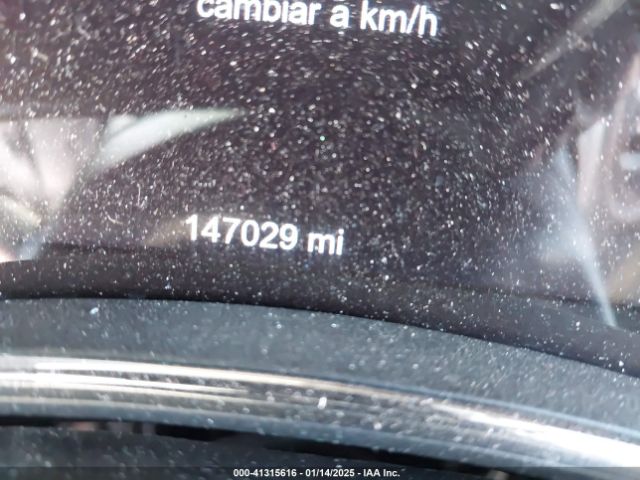 cambiar a km/h
147029 mi
000-41315616 - 01/14/2025 - IAA Inc.